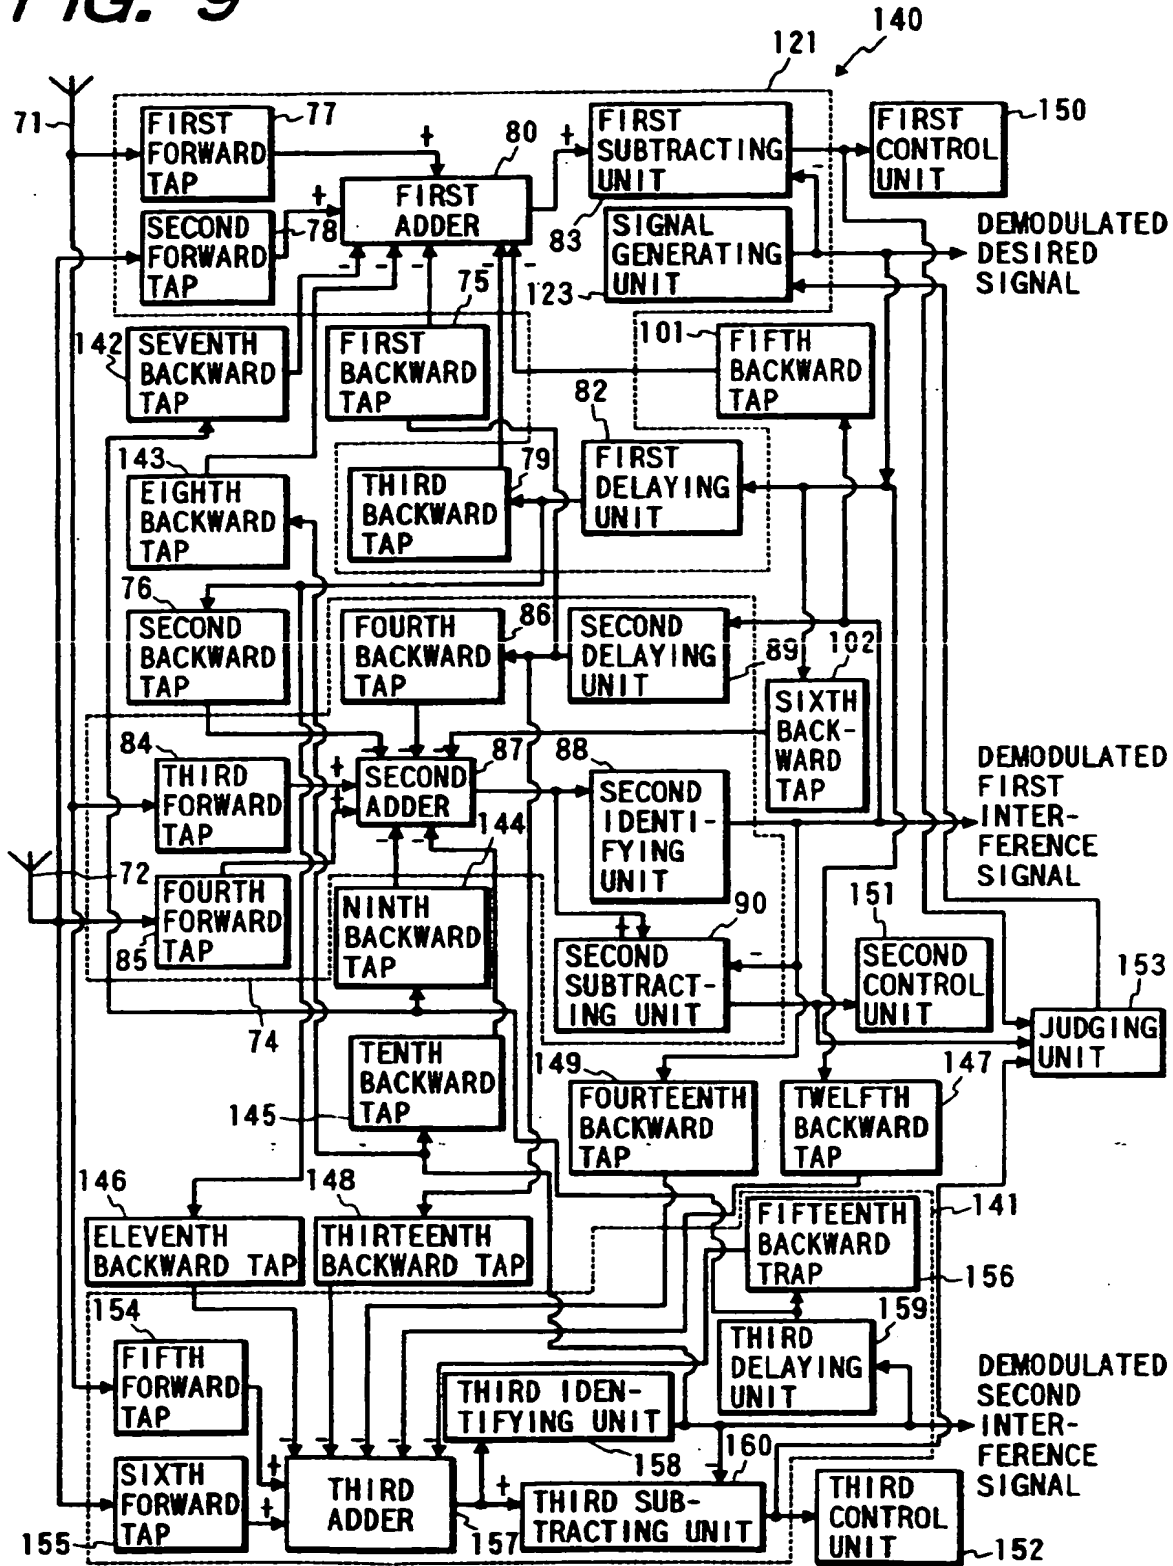 FIG. 9
140
121
71
FIRST
FORWARD
TAP
77
+
80
+
FIRST
SUBTRACTING
UNIT
83
-
FIRST
CONTROL
UNIT
150
SECOND
FORWARD
TAP
78
+
FIRST
ADDER
- - - - -
SIGNAL
GENERATING
UNIT
123
DEMODULATED
DESIRED
SIGNAL
142
SEVENTH
BACKWARD
TAP
75
FIRST
BACKWARD
TAP
101
FIFTH
BACKWARD
TAP
82
143
EIGHTH
BACKWARD
TAP
THIRD
BACKWARD
TAP
79
FIRST
DELAYING
UNIT
76
SECOND
BACKWARD
TAP
FOURTH
BACKWARD
TAP
86
SECOND
DELAYING
UNIT
89
102
SIXTH
BACK-
WARD
TAP
84
THIRD
FORWARD
TAP
+
+
- - -
SECOND
ADDER
- -
87
88
SECOND
IDENTI-
FYING
UNIT
DEMODULATED
FIRST
INTER-
FERENCE
SIGNAL
72
FOURTH
FORWARD
TAP
85
144
NINTH
BACKWARD
TAP
90
+
SECOND
SUBTRACT-
ING UNIT
-
151
SECOND
CONTROL
UNIT
153
JUDGING
UNIT
74
TENTH
BACKWARD
TAP
145
149
FOURTEENTH
BACKWARD
TAP
147
TWELFTH
BACKWARD
TAP
146
ELEVENTH
BACKWARD TAP
148
THIRTEENTH
BACKWARD TAP
FIFTEENTH
BACKWARD
TRAP
141
156
154
FIFTH
FORWARD
TAP
159
THIRD
DELAYING
UNIT
THIRD IDEN-
TIFYING UNIT
158
160
DEMODULATED
SECOND
INTER-
FERENCE
SIGNAL
SIXTH
FORWARD
TAP
155
+
+
- - - - -
THIRD
ADDER
157
+
-
THIRD SUB-
TRACTING UNIT
THIRD
CONTROL
UNIT
152